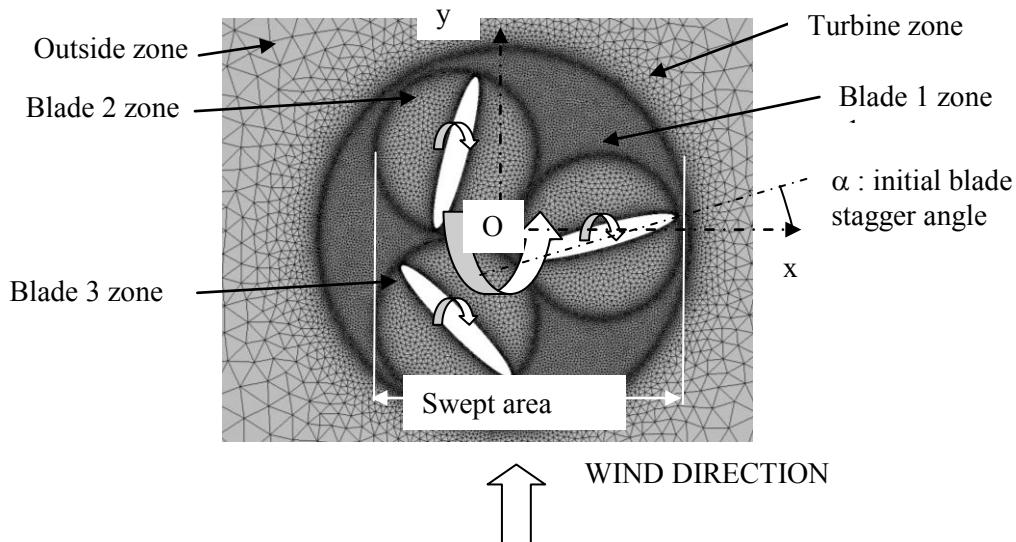 y
Outside zone
Turbine zone
Blade 2 zone
Blade 1 zone
α : initial blade
stagger angle
O
x
Blade 3 zone
Swept area
WIND DIRECTION